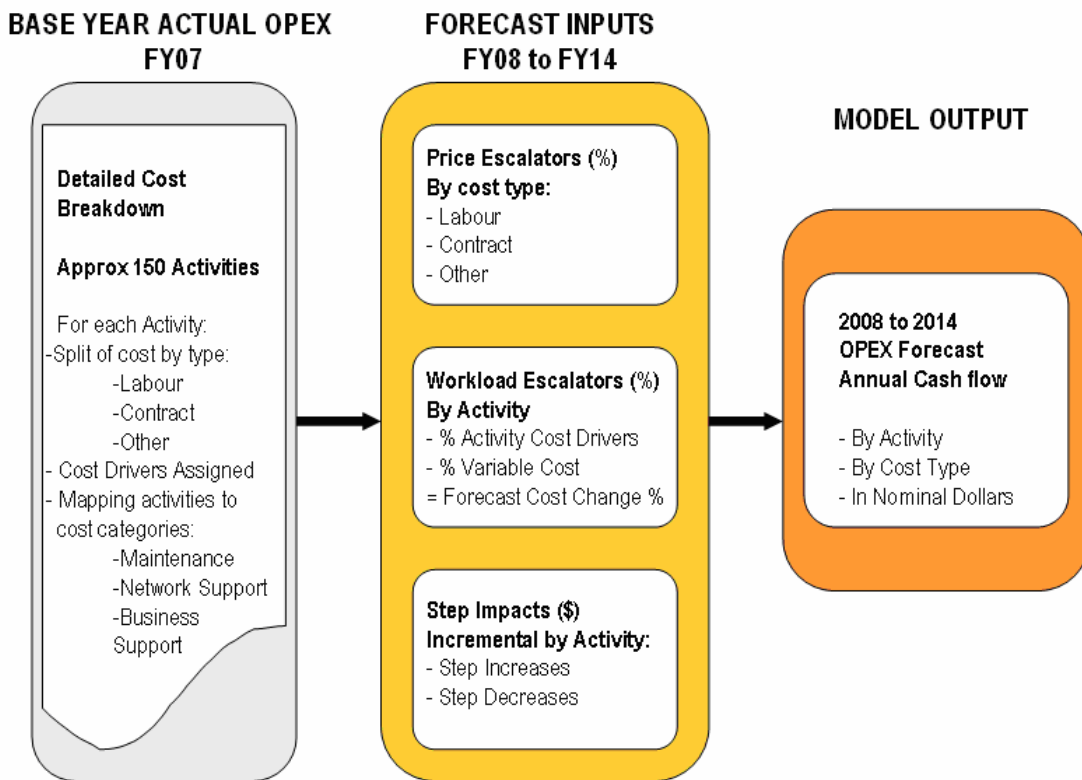 BASE YEAR ACTUAL OPEX
FY07
Detailed Cost
Breakdown
Approx 150 Activities
For each Activity:
-Split of cost by type:
-Labour
-Contract
-Other
- Cost Drivers Assigned
- Mapping activities to
cost categories:
-Maintenance
-Network Support
-Business
Support
FORECAST INPUTS
FY08 to FY14
Price Escalators (%)
By cost type:
- Labour
- Contract
- Other
Workload Escalators (%)
By Activity
- % Activity Cost Drivers
- % Variable Cost
= Forecast Cost Change %
Step Impacts ($)
Incremental by Activity:
- Step Increases
- Step Decreases
MODEL OUTPUT
2008 to 2014
OPEX Forecast
Annual Cash flow
- By Activity
- By Cost Type
- In Nominal Dollars